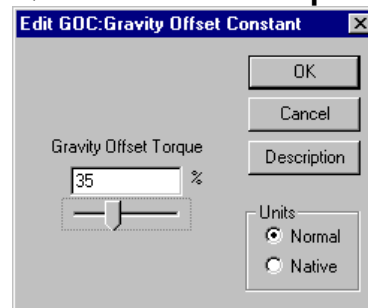 Edit GOC:Gravity Offset Constant
OK
Cancel
Gravity Offset Torque
Description
35 %
Units
Normal
Native